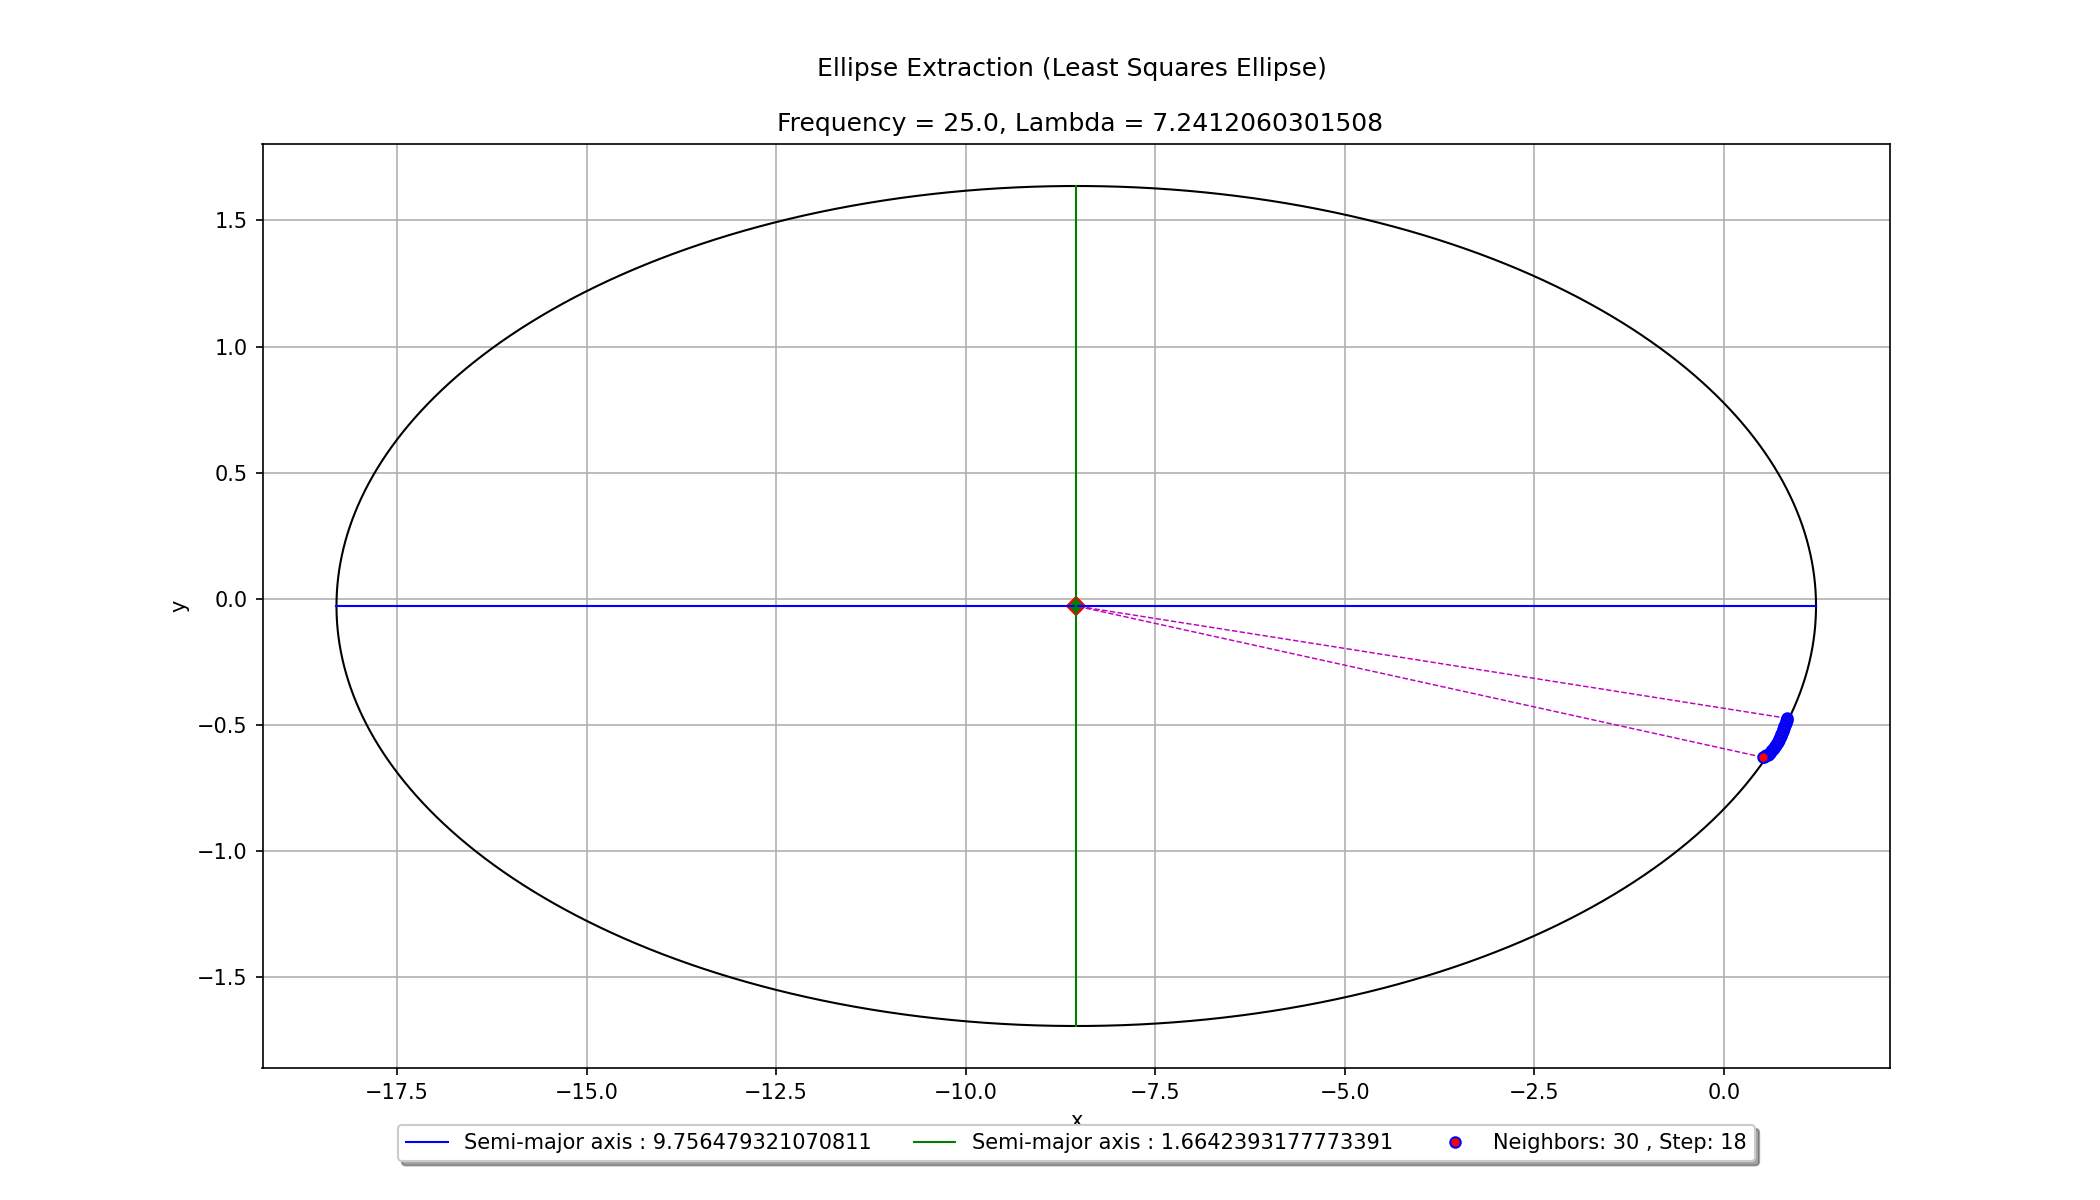 Ellipse Extraction (Least Squares Ellipse)
Frequency = 25.0, Lambda = 7.2412060301508
1.5
1.0
0.5
0.0
−0.5
−1.0
−1.5
y
−17.5 −15.0 −12.5 −10.0 −7.5 −5.0 −2.5 0.0
x
Semi-major axis : 9.756479321070811 Semi-major axis : 1.6642393177773391 Neighbors: 30 , Step: 18